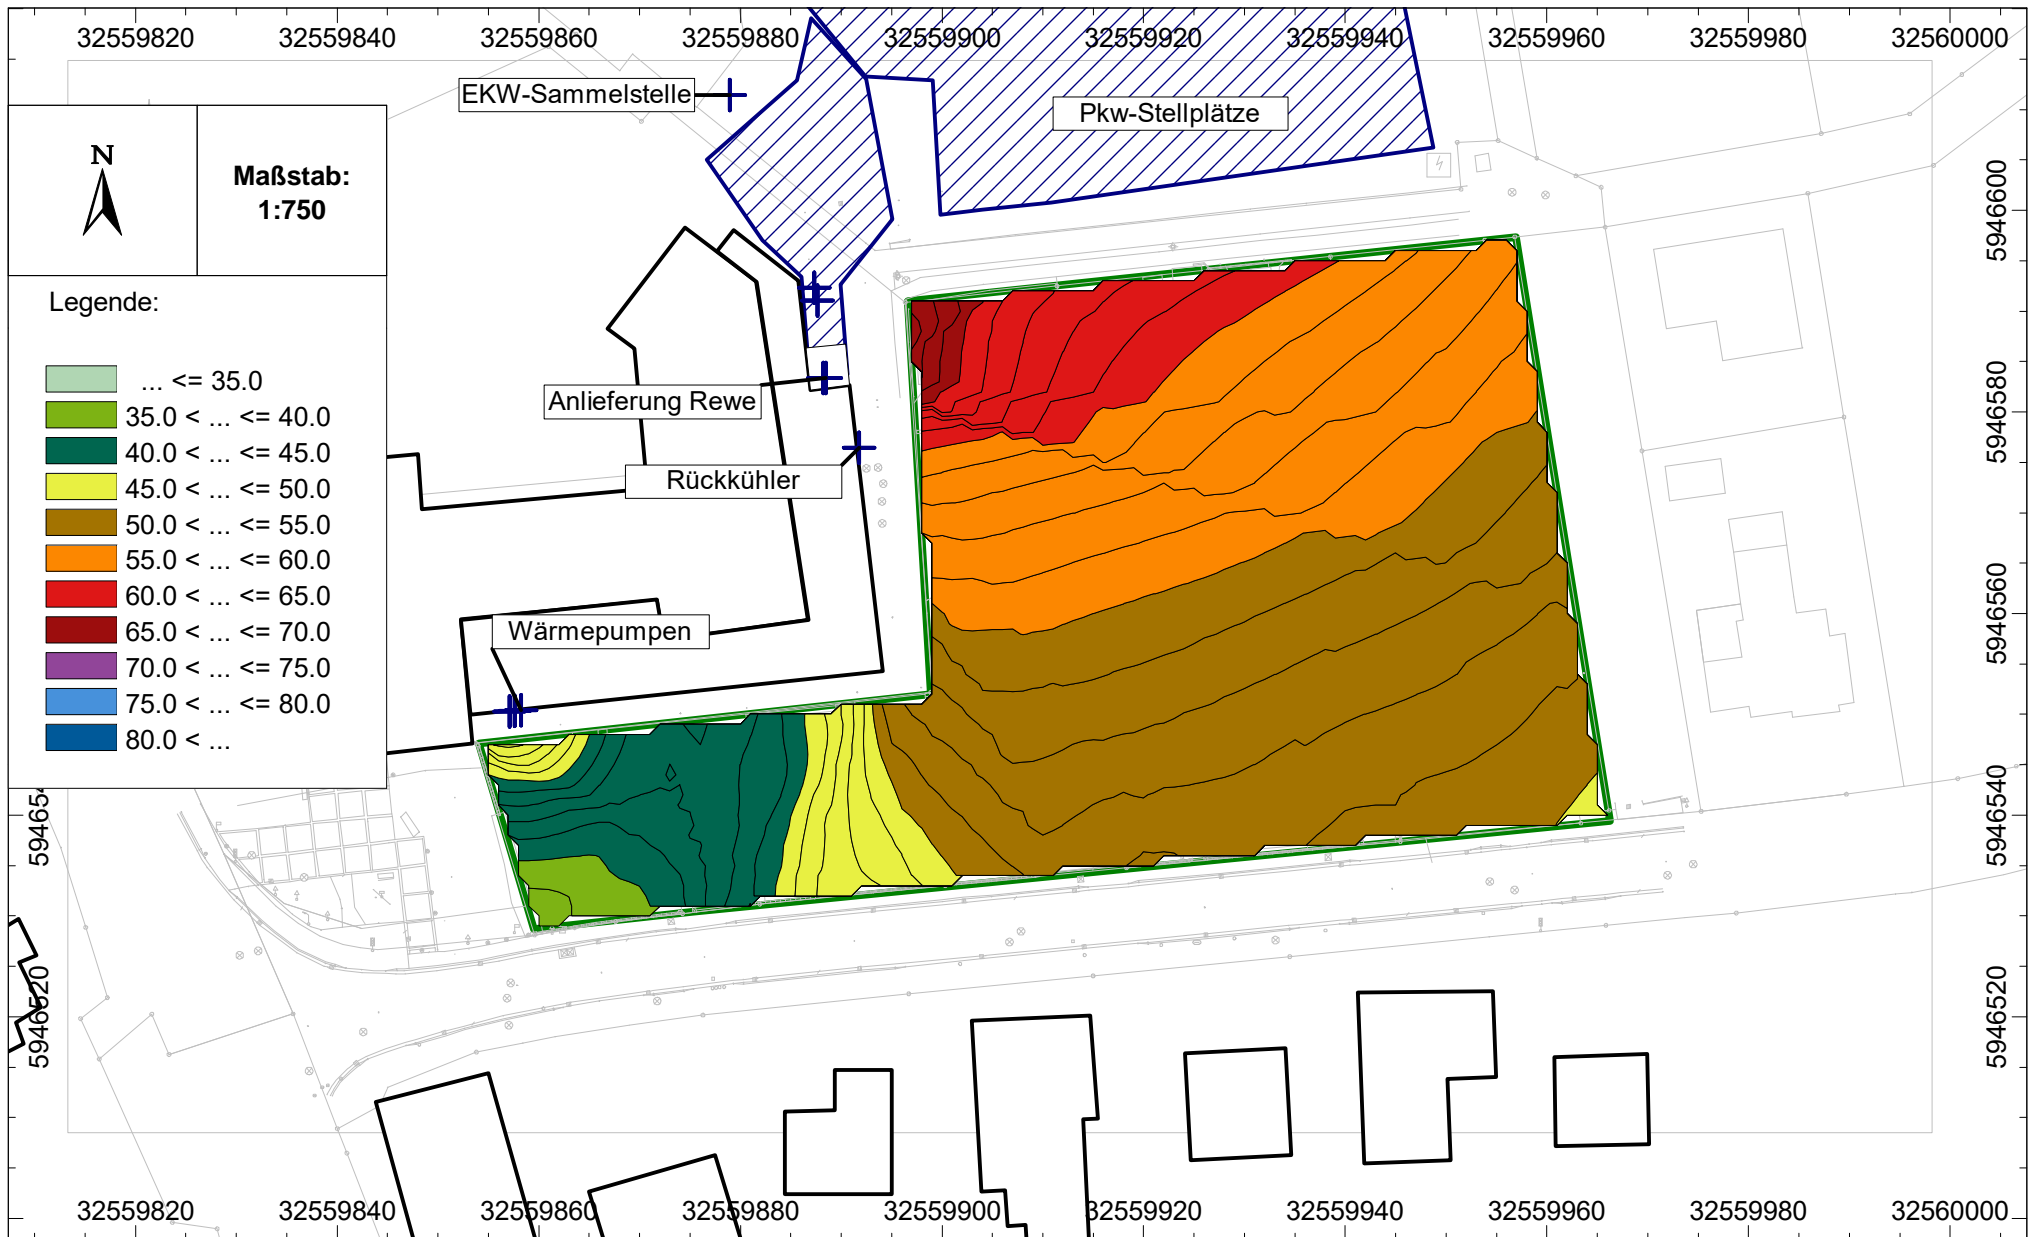 32559820 32559840 32559860 32559880 32559900 32559920 32559940 32559960 32559980 32560000
EKW-Sammelstelle
Pkw-Stellplätze
N
Maßstab:
1:750
5946600
Legende:
... <= 35.0
35.0 < ... <= 40.0
40.0 < ... <= 45.0
45.0 < ... <= 50.0
50.0 < ... <= 55.0
55.0 < ... <= 60.0
60.0 < ... <= 65.0
65.0 < ... <= 70.0
70.0 < ... <= 75.0
75.0 < ... <= 80.0
80.0 < ...
Anlieferung Rewe
5946580
Rückkühler
5946560
Wärmepumpen
594654
5946540
5946520
5946520
32559820 32559840 32559860 32559880 32559900 32559920 32559940 32559960 32559980 32560000